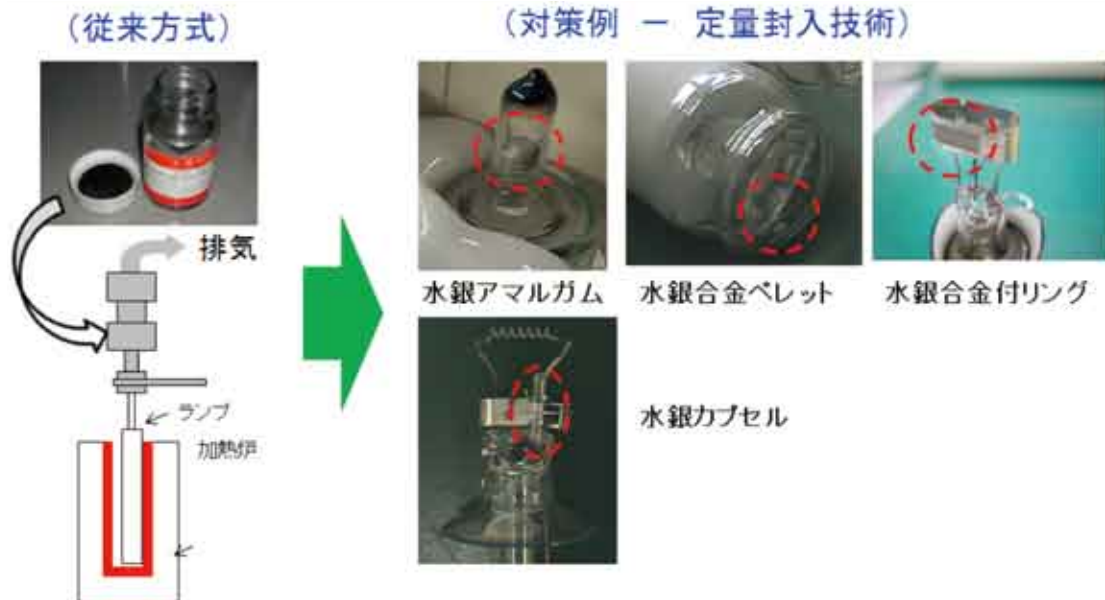 (従来方式)
(対策例 － 定量封入技術)
排気
ランプ
加熱炉
水銀アマルガム
水銀合金ペレット
水銀合金付リング
水銀カプセル